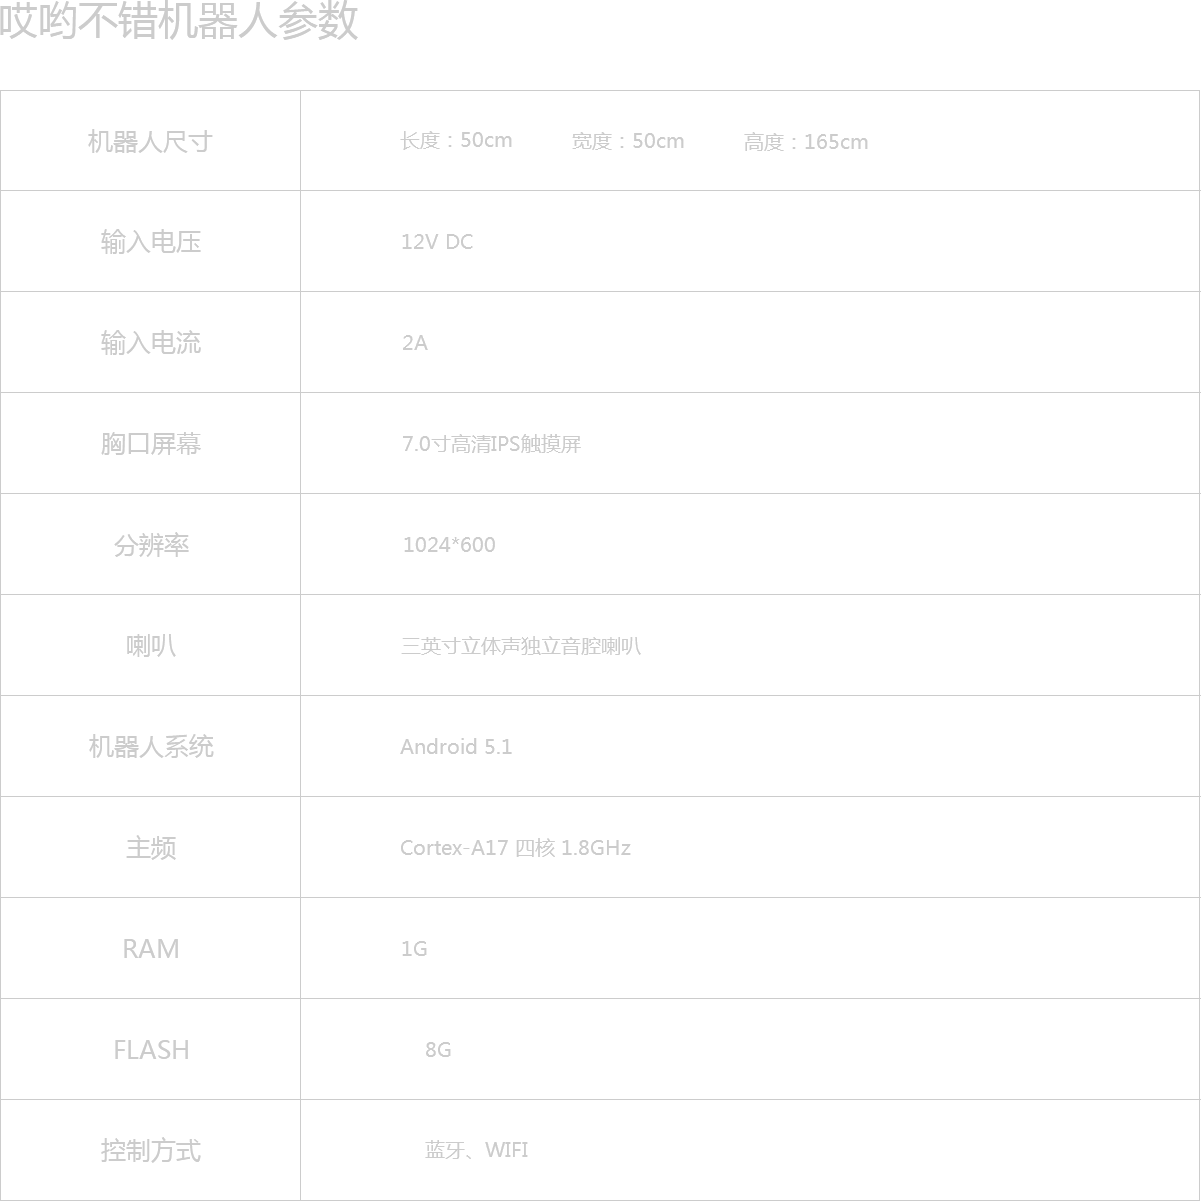 哎哟不错机器人参数
机器人尺寸 长度：50cm 宽度：50cm 高度：165cm
输入电压 12V DC
输入电流 2A
胸口屏幕 7.0寸高清IPS触摸屏
分辨率 1024*600
喇叭 三英寸立体声独立音腔喇叭
机器人系统 Android 5.1
主频 Cortex-A17 四核 1.8GHz
RAM 1G
FLASH 8G
控制方式 蓝牙、WIFI